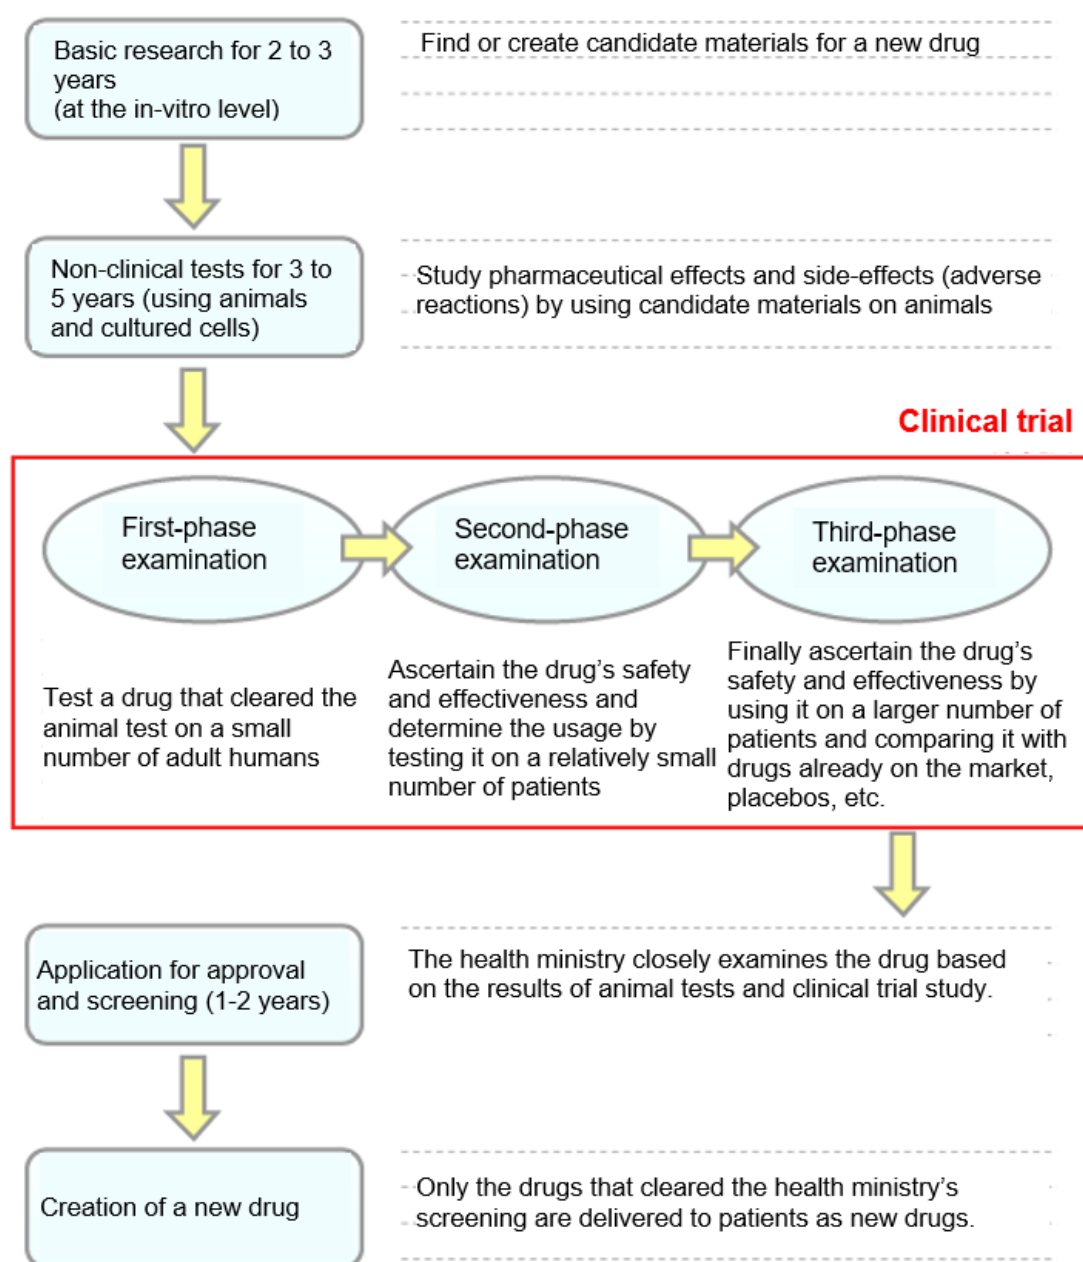 Basic research for 2 to 3
years
(at the in-vitro level)
Find or create candidate materials for a new drug
Non-clinical tests for 3 to
5 years (using animals
and cultured cells)
Study pharmaceutical effects and side-effects (adverse
reactions) by using candidate materials on animals
Clinical trial
First-phase
examination
Second-phase
examination
Third-phase
examination
Test a drug that cleared the
animal test on a small
number of adult humans
Ascertain the drug’s safety
and effectiveness and
determine the usage by
testing it on a relatively small
number of patients
Finally ascertain the drug’s
safety and effectiveness by
using it on a larger number of
patients and comparing it with
drugs already on the market,
placebos, etc.
Application for approval
and screening (1-2 years)
The health ministry closely examines the drug based
on the results of animal tests and clinical trial study.
Creation of a new drug
Only the drugs that cleared the health ministry’s
screening are delivered to patients as new drugs.